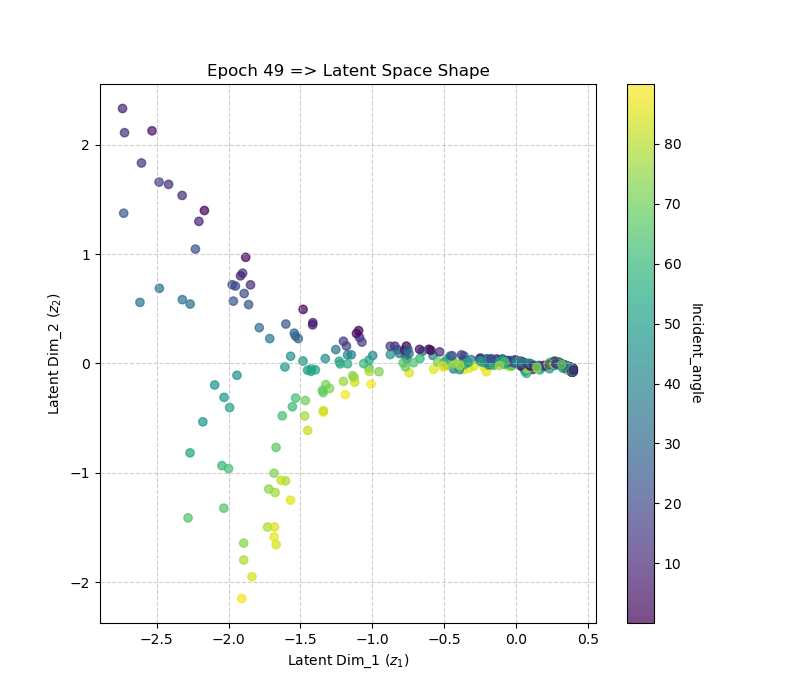 Epoch 49 => Latent Space Shape
Latent Dim_2 (z₂)
2
1
0
−1
−2
−2.5 −2.0 −1.5 −1.0 −0.5 0.0 0.5
Latent Dim_1 (z₁)
80
70
60
50
40
30
20
10
Incident_angle